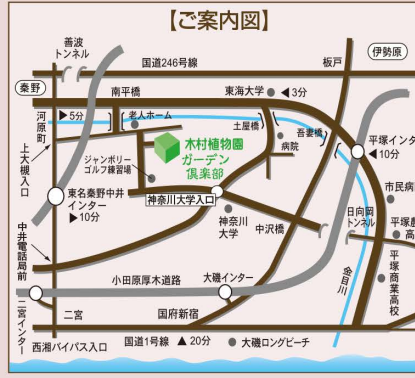 【ご案内図】
善波
トンネル
国道246号線
板戸
伊勢原
秦野
南平橋
東海大学
◀3分
河原町
▶5分
老人ホーム
土屋橋
吾妻橋
病院
平塚インター
◀10分
上大槻入口
木村植物園
ガーデン
倶楽部
ジャンボリー
ゴルフ練習場
東名秦野中井
インター
▶10分
神奈川大学入口
神奈川
大学
中沢橋
日向岡
トンネル
市民病
平塚農
高
平塚商業高校
金目川
中井電話局前
小田原厚木道路
大磯インター
二宮インター
二宮
国府新宿
西湘バイパス入口
国道1号線
▲20分
大磯ロングビーチ